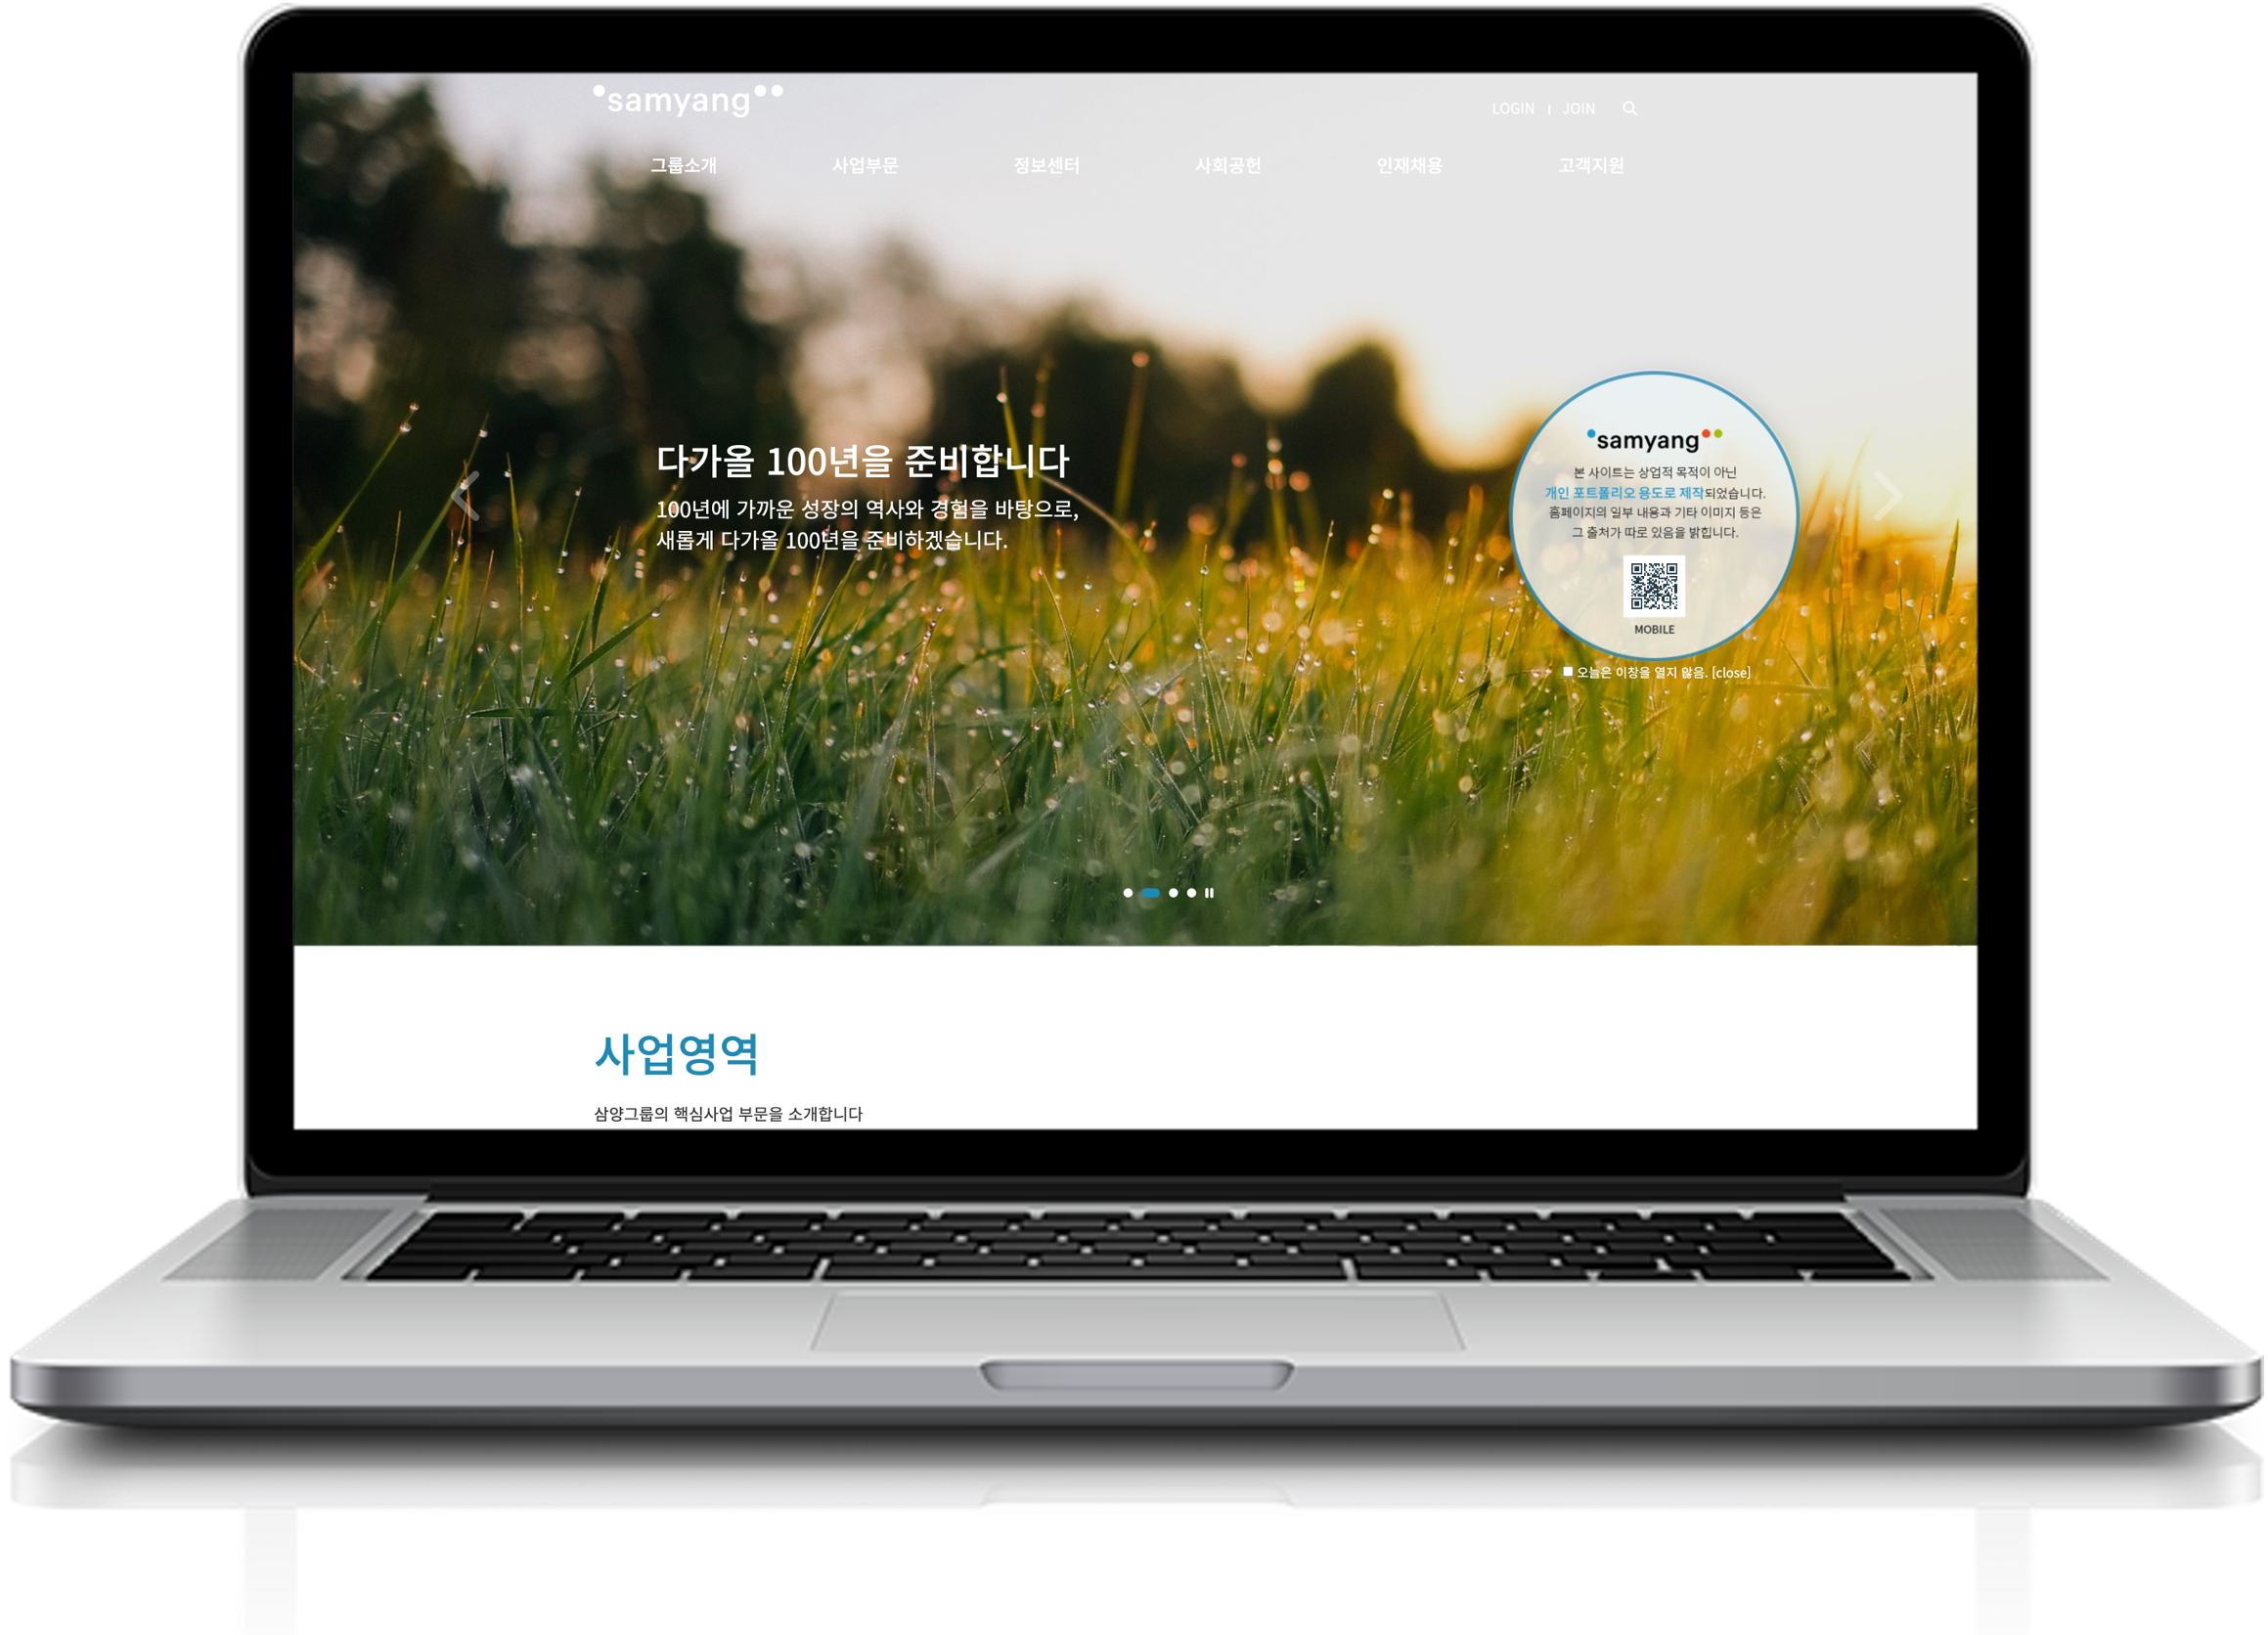 samyang
LOGIN | JOIN
그룹소개 사업부문 정보센터 사회공헌 인재채용 고객지원
다가올 100년을 준비합니다
100년에 가까운 성장의 역사와 경험을 바탕으로,
새롭게 다가올 100년을 준비하겠습니다.
samyang
본 사이트는 상업적 목적이 아닌
개인 포트폴리오 용도로 제작되었습니다.
홈페이지의 일부 내용과 기타 이미지 등은
그 출처가 따로 있음을 밝힙니다.
MOBILE
오늘은 이창을 열지 않음. [close]
사업영역
삼양그룹의 핵심사업 부문을 소개합니다